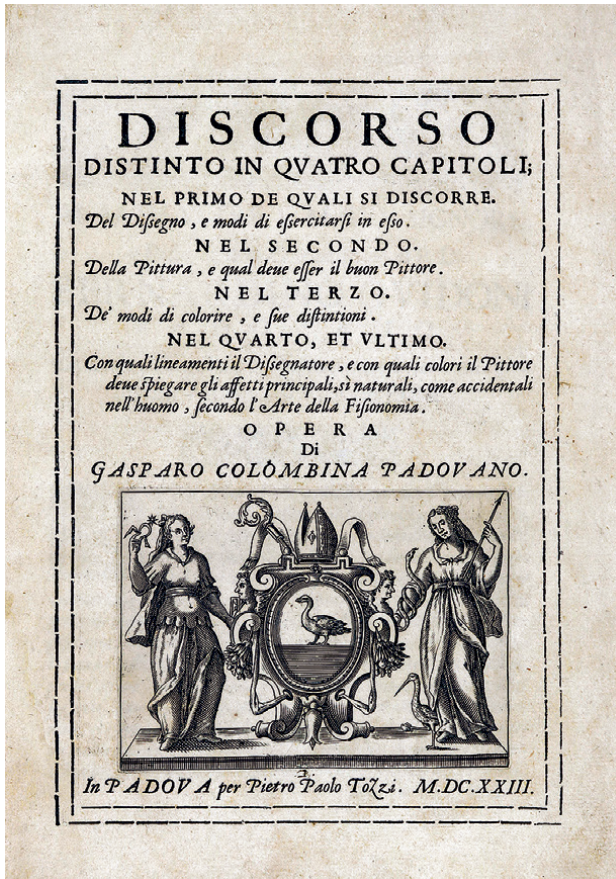 DISCORSO
DISTINTO IN QVATRO CAPITOLI;
NEL PRIMO DE QVALI SI DISCORRE.
Del Diſſegno, e modi di eſſercitarſi in eſſo.
NEL SECONDO.
Della Pittura, e qual deue eſſer il buon Pittore.
NEL TERZO.
De' modi di colorire, e ſue diſtintioni.
NEL QVARTO, ET VLTIMO.
Con quali lineamenti il Diſſegnatore, e con quali colori il Pittore
deue ſpiegare gli affetti principali, sì naturali, come accidentali
nell'huomo, ſecondo l'Arte della Fiſionomia.
OPERA
Di
GASPARO COLOMBINA PADOVANO.
In PADOVA per Pietro Paolo Tozzi. M.DC.XXIII.